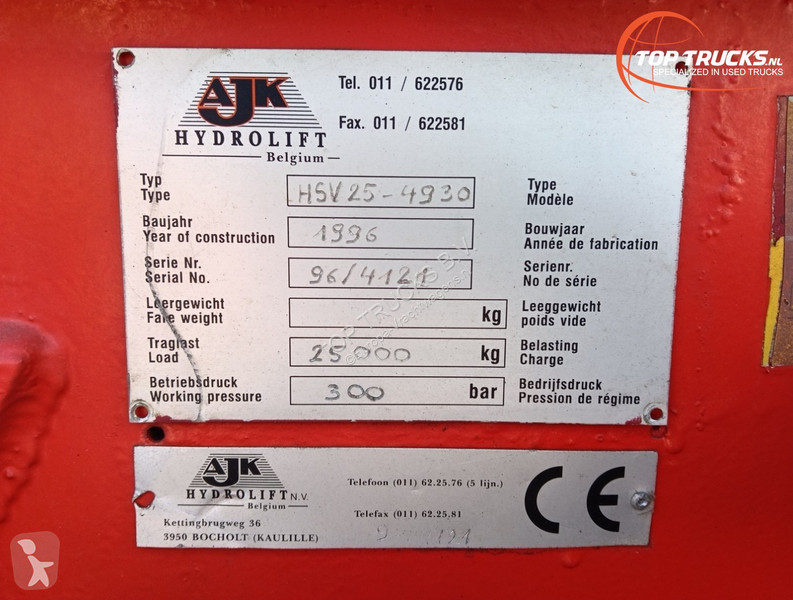 TOPTRUCKS.NL
SPECIALIZED IN USED TRUCKS
AJK
HYDROLIFT
Belgium
Tel. 011 / 622576
Fax. 011 / 622581
Typ
Type
HSV25-4930
Type
Modèle
Baujahr
Year of construction
1996
Bouwjaar
Année de fabrication
Serie Nr.
Serial No.
96/4121
Serienr.
No de série
Leergewicht
Fare weight
kg
Leeggewicht
poids vide
Traglast
Load
25000 kg
Belasting
Charge
Betriebsdruck
Working pressure
300 bar
Bedrijfsdruck
Pression de régime
TOP TRUCKS B.V.
AJK
HYDROLIFT N.V.
Belgium
Kettingbrugweg 36
3950 BOCHOLT (KAULILLE)
Telefoon (011) 62.25.76 (5 lijn.)
Telefax (011) 62.25.81
CE